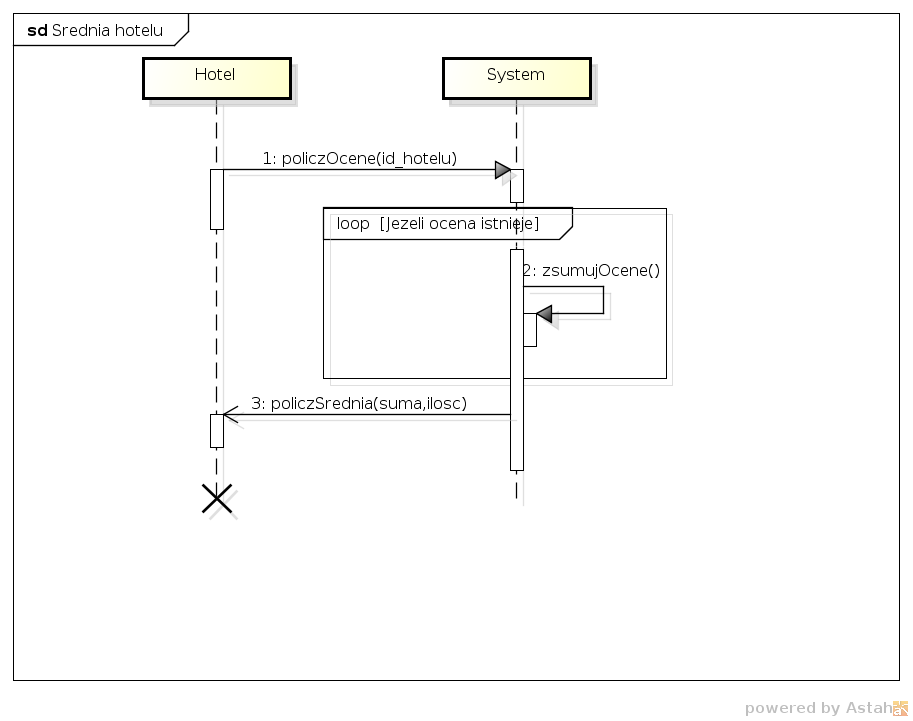 sd Srednia hotelu
Hotel
System
1: policzOcene(id_hotelu)
loop [Jezeli ocena istnieje]
2: zsumujOcene()
3: policzSrednia(suma,ilosc)
powered by Astah